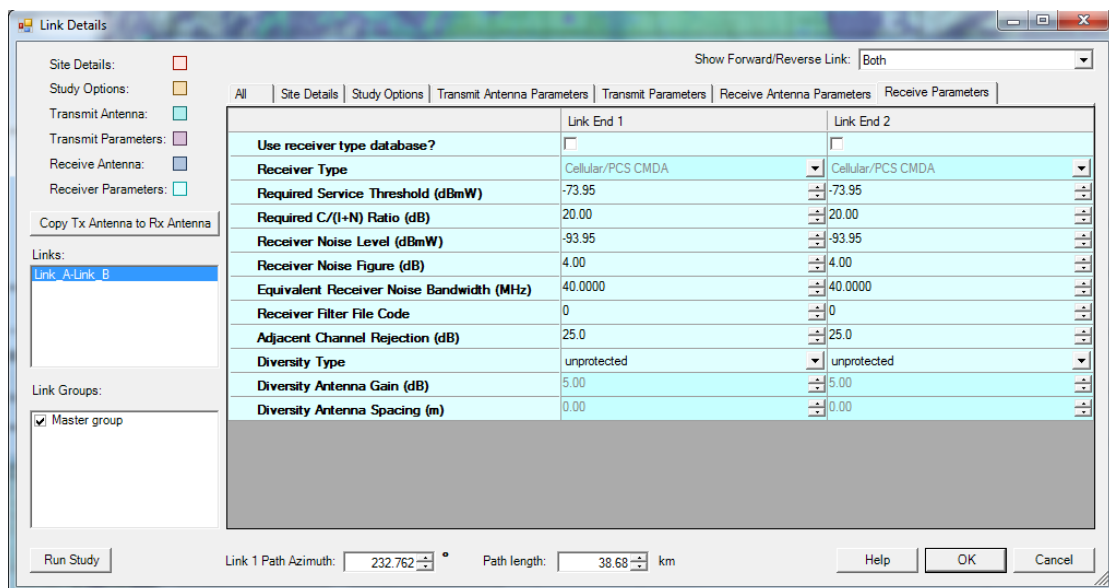 Link Details
Show Forward/Reverse Link: Both
Site Details:
Study Options:
Transmit Antenna:
Transmit Parameters:
Receive Antenna:
Receiver Parameters:
Copy Tx Antenna to Rx Antenna
Links:
Link_A-Link_B
Link Groups:
Master group
All Site Details Study Options Transmit Antenna Parameters Transmit Parameters Receive Antenna Parameters Receive Parameters
Link End 1 Link End 2
Use receiver type database?
Receiver Type Cellular/PCS CMDA Cellular/PCS CMDA
Required Service Threshold (dBmW) -73.95 -73.95
Required C/(I+N) Ratio (dB) 20.00 20.00
Receiver Noise Level (dBmW) -93.95 -93.95
Receiver Noise Figure (dB) 4.00 4.00
Equivalent Receiver Noise Bandwidth (MHz) 40.0000 40.0000
Receiver Filter File Code 0 0
Adjacent Channel Rejection (dB) 25.0 25.0
Diversity Type unprotected unprotected
Diversity Antenna Gain (dB) 5.00 5.00
Diversity Antenna Spacing (m) 0.00 0.00
Run Study Link 1 Path Azimuth: 232.762 ° Path length: 38.68 km Help OK Cancel